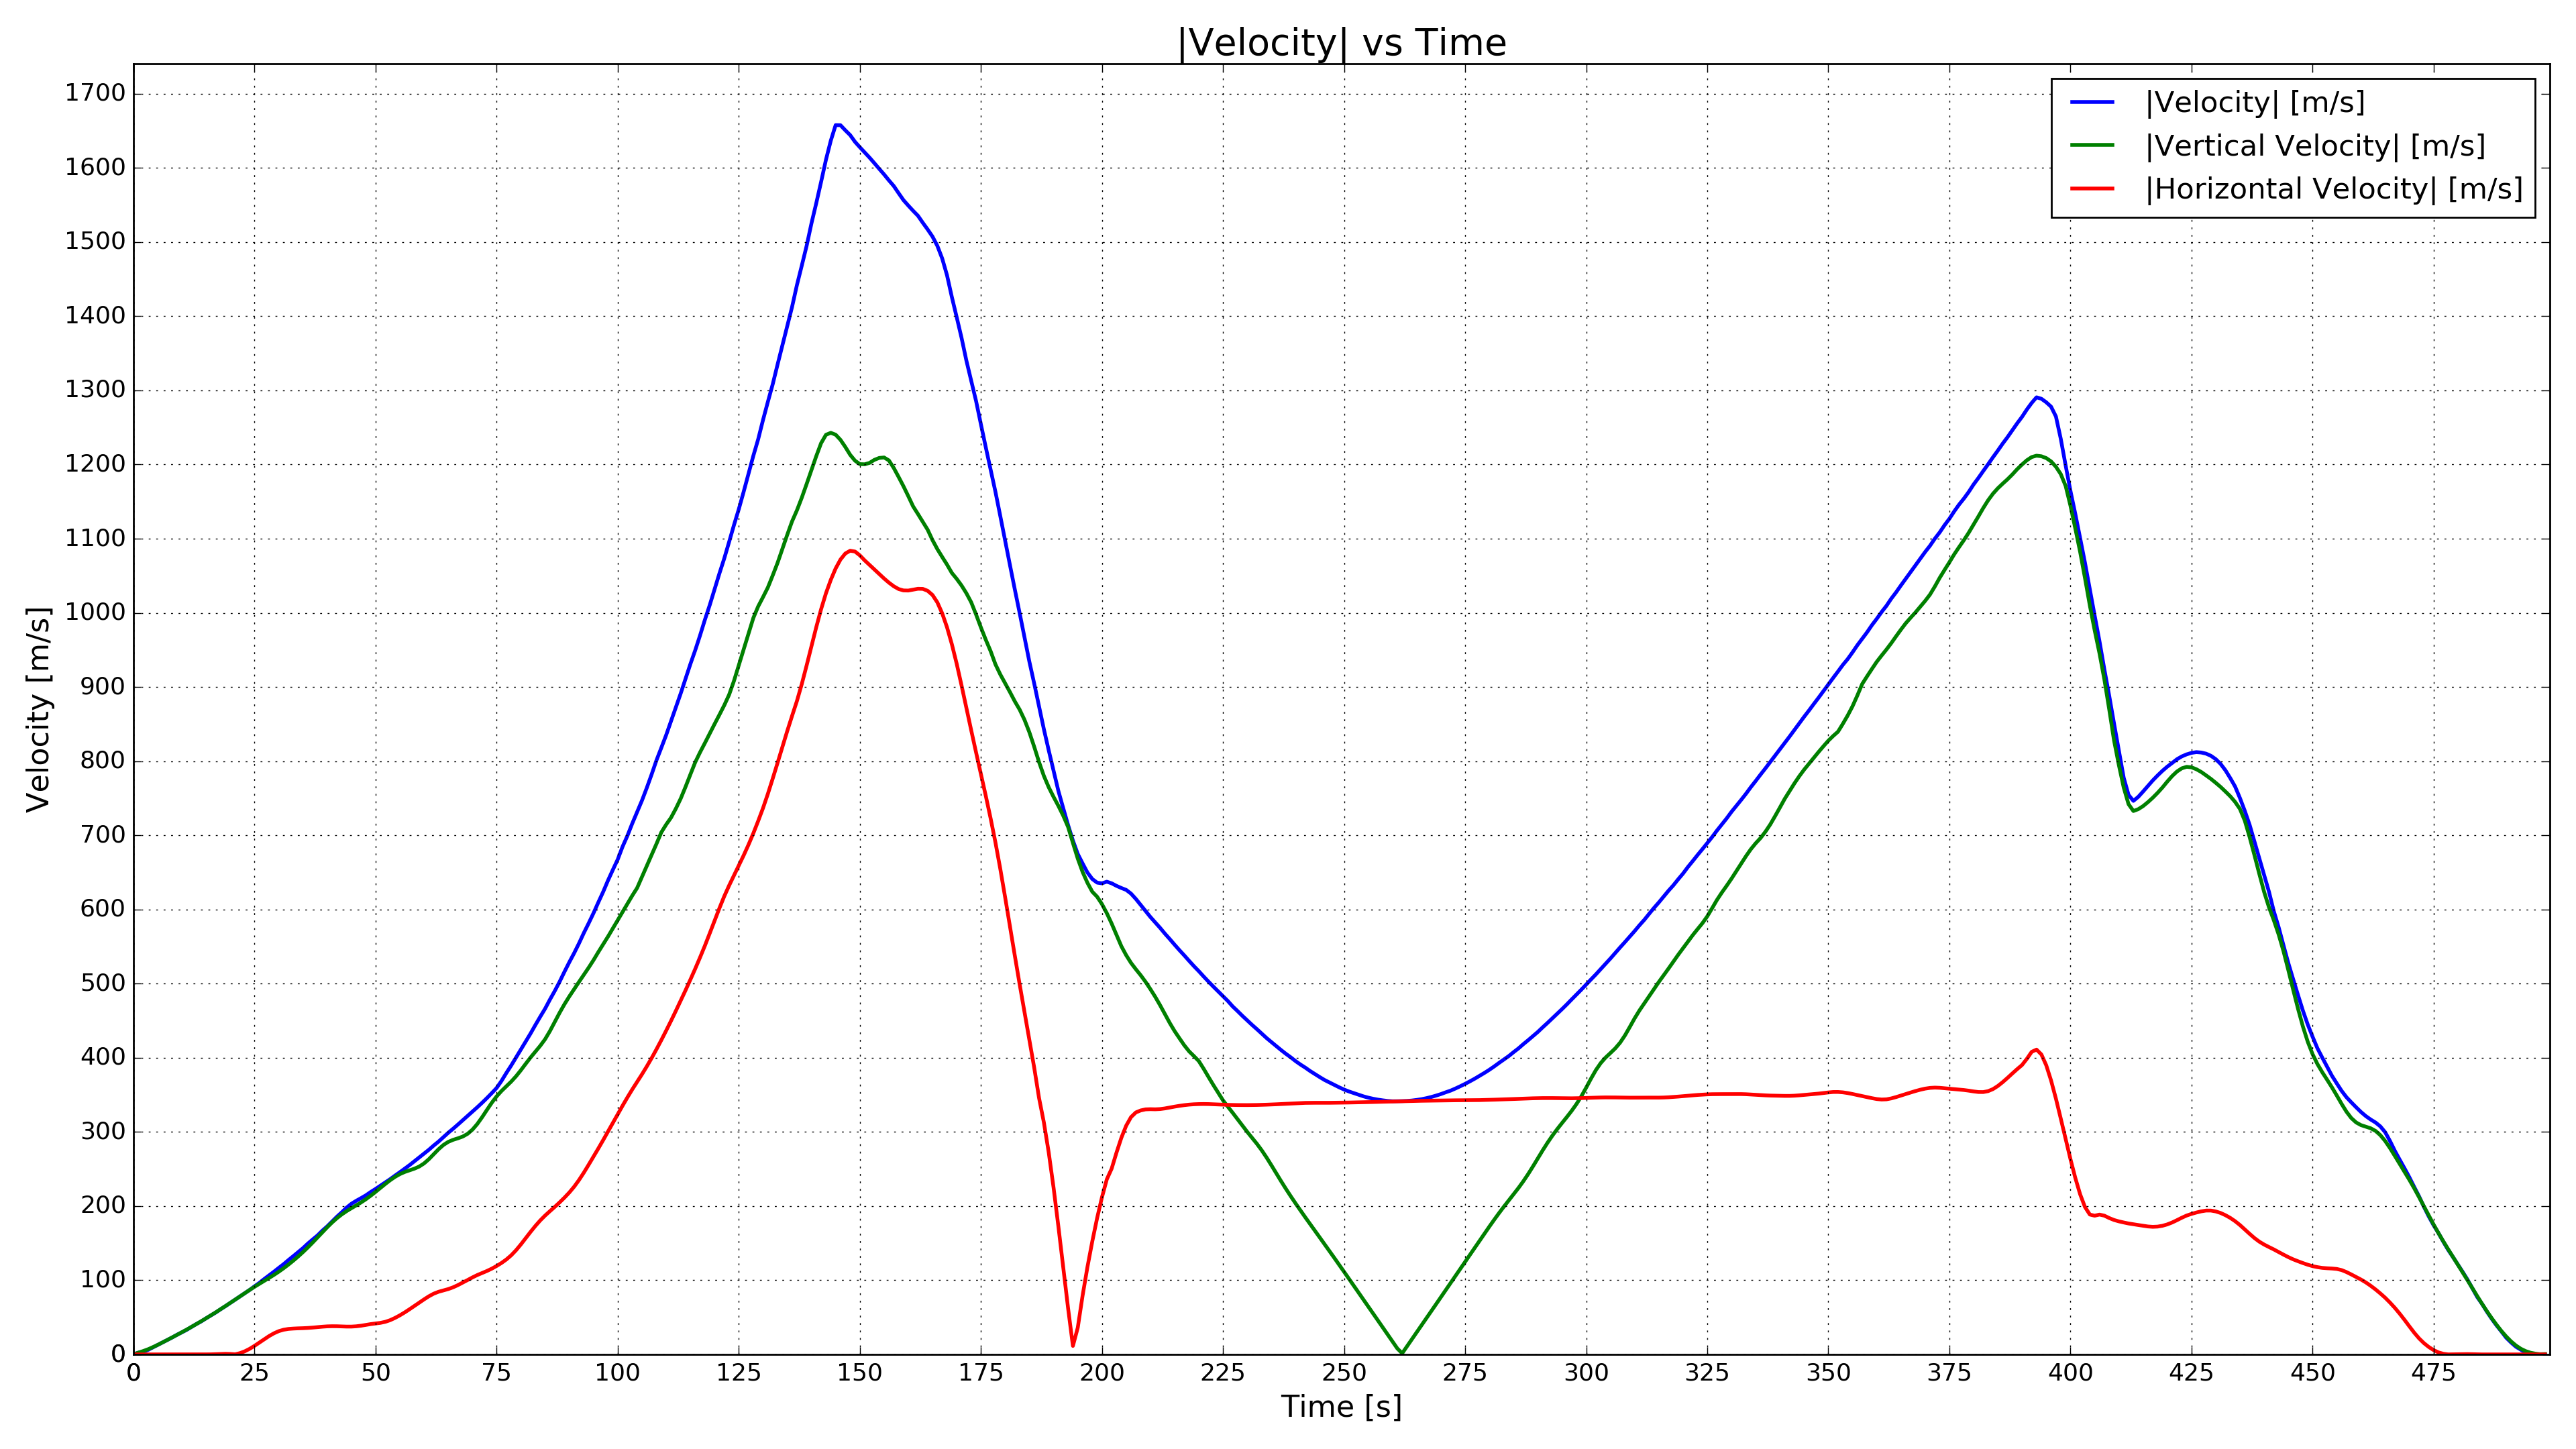 |Velocity| vs Time
|Velocity| [m/s]
|Vertical Velocity| [m/s]
|Horizontal Velocity| [m/s]
Velocity [m/s]
1700
1600
1500
1400
1300
1200
1100
1000
900
800
700
600
500
400
300
200
100
0
0 25 50 75 100 125 150 175 200 225 250 275 300 325 350 375 400 425 450 475
Time [s]